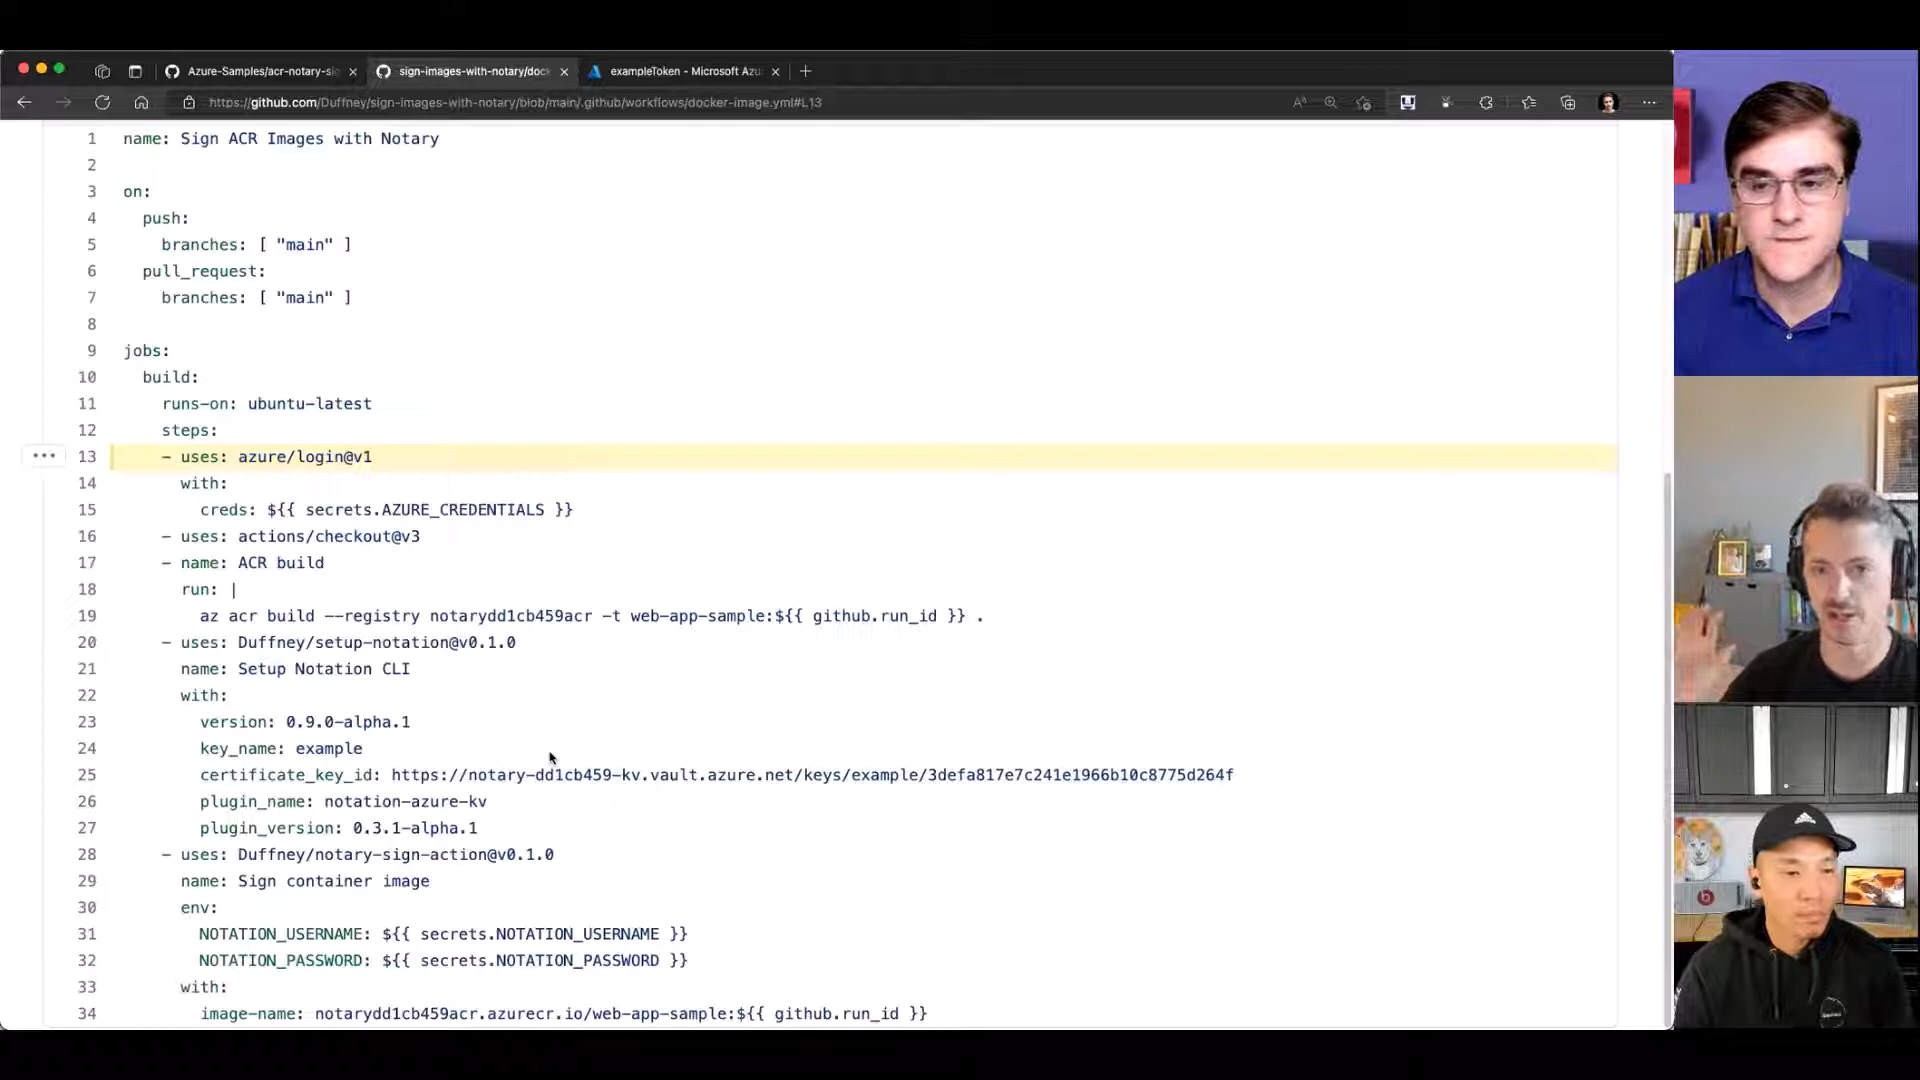 Azure-Samples/acr-notary-si
sign-images-with-notary/dock
exampleToken - Microsoft Azu
https://github.com/Duffney/sign-images-with-notary/blob/main/.github/workflows/docker-image.yml#L13
1 name: Sign ACR Images with Notary
2
3 on:
4 push:
5 branches: [ "main" ]
6 pull_request:
7 branches: [ "main" ]
8
9 jobs:
10 build:
11 runs-on: ubuntu-latest
12 steps:
13 - uses: azure/login@v1
14 with:
15 creds: ${{ secrets.AZURE_CREDENTIALS }}
16 - uses: actions/checkout@v3
17 - name: ACR build
18 run: |
19 az acr build --registry notarydd1cb459acr -t web-app-sample:${{ github.run_id }} .
20 - uses: Duffney/setup-notation@v0.1.0
21 name: Setup Notation CLI
22 with:
23 version: 0.9.0-alpha.1
24 key_name: example
25 certificate_key_id: https://notary-dd1cb459-kv.vault.azure.net/keys/example/3defa817e7c241e1966b10c8775d264f
26 plugin_name: notation-azure-kv
27 plugin_version: 0.3.1-alpha.1
28 - uses: Duffney/notary-sign-action@v0.1.0
29 name: Sign container image
30 env:
31 NOTATION_USERNAME: ${{ secrets.NOTATION_USERNAME }}
32 NOTATION_PASSWORD: ${{ secrets.NOTATION_PASSWORD }}
33 with:
34 image-name: notarydd1cb459acr.azurecr.io/web-app-sample:${{ github.run_id }}